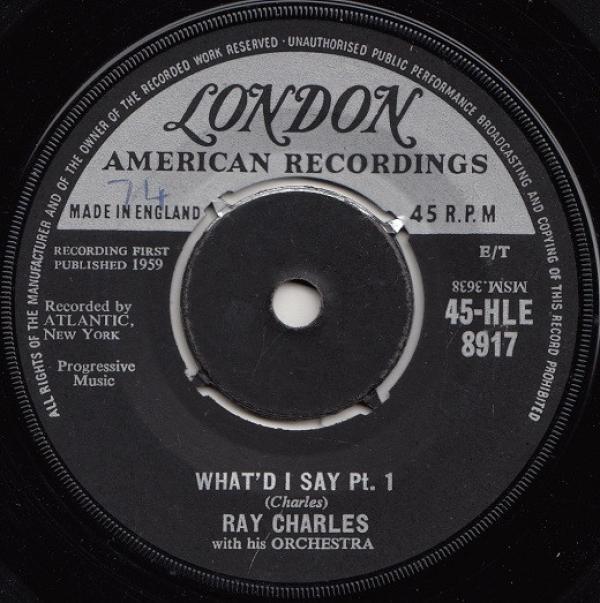 ALL RIGHTS OF THE MANUFACTURER AND OF THE OWNER OF THE RECORDED WORK RESERVED · UNAUTHORISED PUBLIC PERFORMANCE BROADCASTING AND COPYING OF THIS RECORD PROHIBITED
LONDON
AMERICAN RECORDINGS
74
MADE IN ENGLAND
45 R.P.M
RECORDING FIRST
PUBLISHED 1959
E/T
MSM.3638
Recorded by
ATLANTIC,
NEW YORK
45-HLE
8917
Progressive
Music
WHAT'D I SAY Pt. 1
(Charles)
RAY CHARLES
with his ORCHESTRA